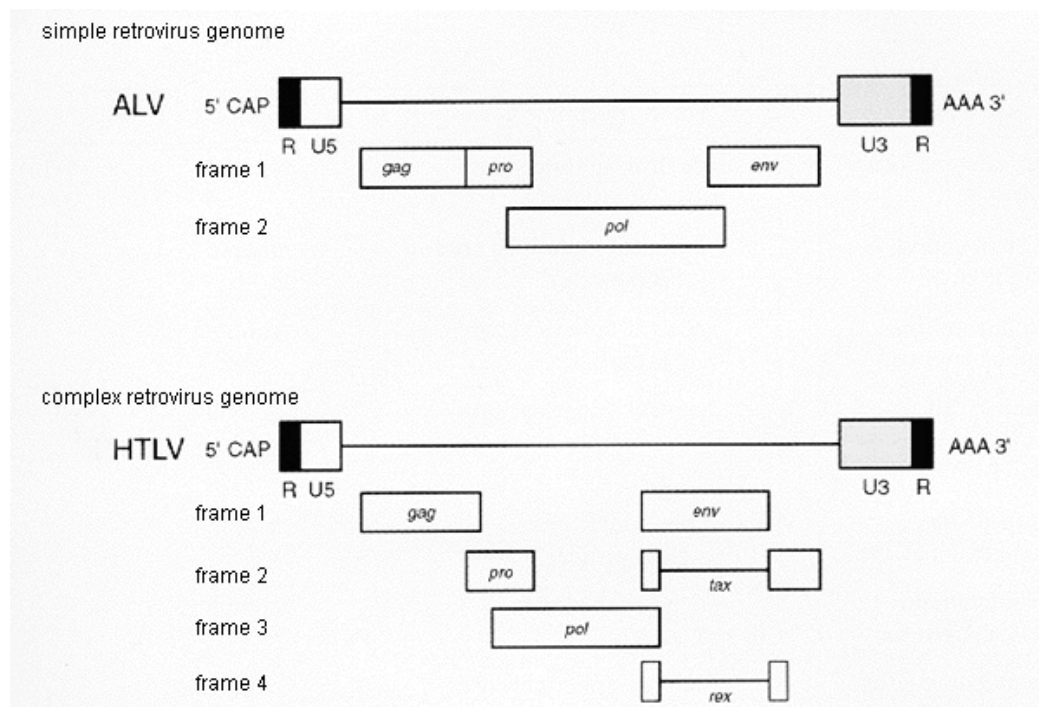 simple retrovirus genome
ALV 5' CAP AAA 3'
R U5 U3 R
frame 1 gag pro env
frame 2 pol
complex retrovirus genome
HTLV 5' CAP AAA 3'
R U5 U3 R
frame 1 gag env
frame 2 pro tax
frame 3 pol
frame 4 rex